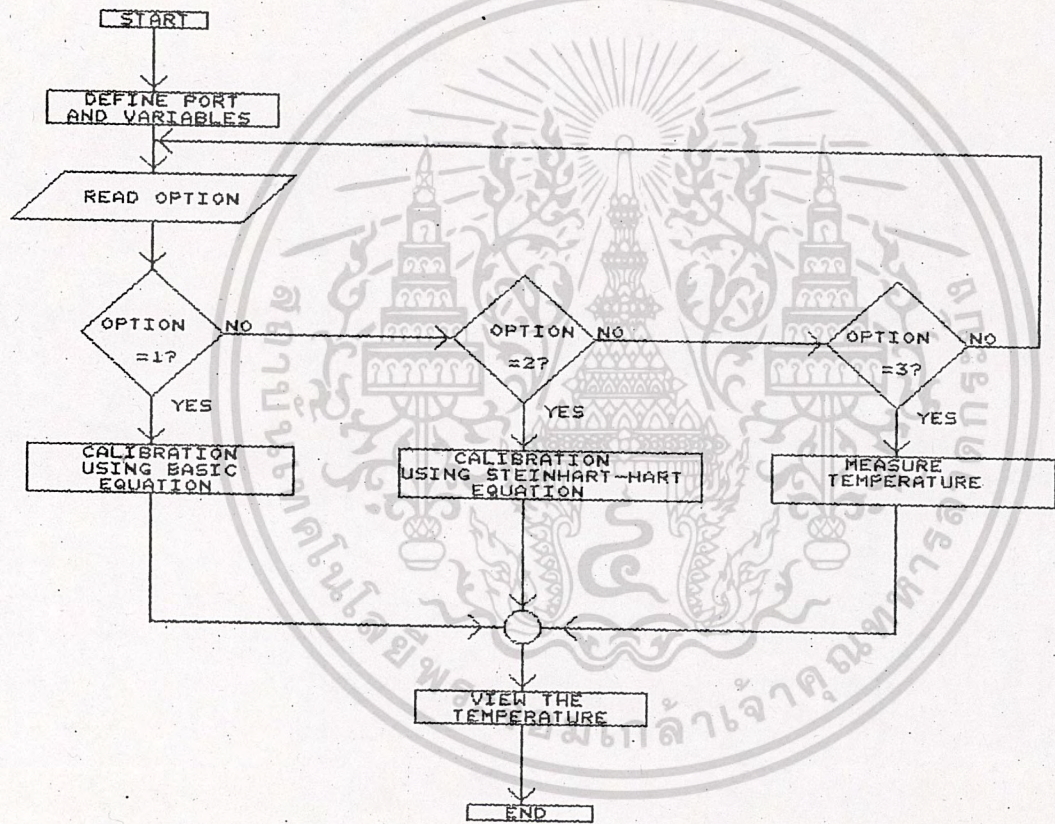 START
DEFINE PORT
AND VARIABLES
READ OPTION
OPTION
=1?
NO
YES
OPTION
=2?
NO
YES
OPTION
=3?
NO
YES
CALIBRATION
USING BASIC
EQUATION
CALIBRATION
USING STEINHART-HART
EQUATION
MEASURE
TEMPERATURE
VIEW THE
TEMPERATURE
END